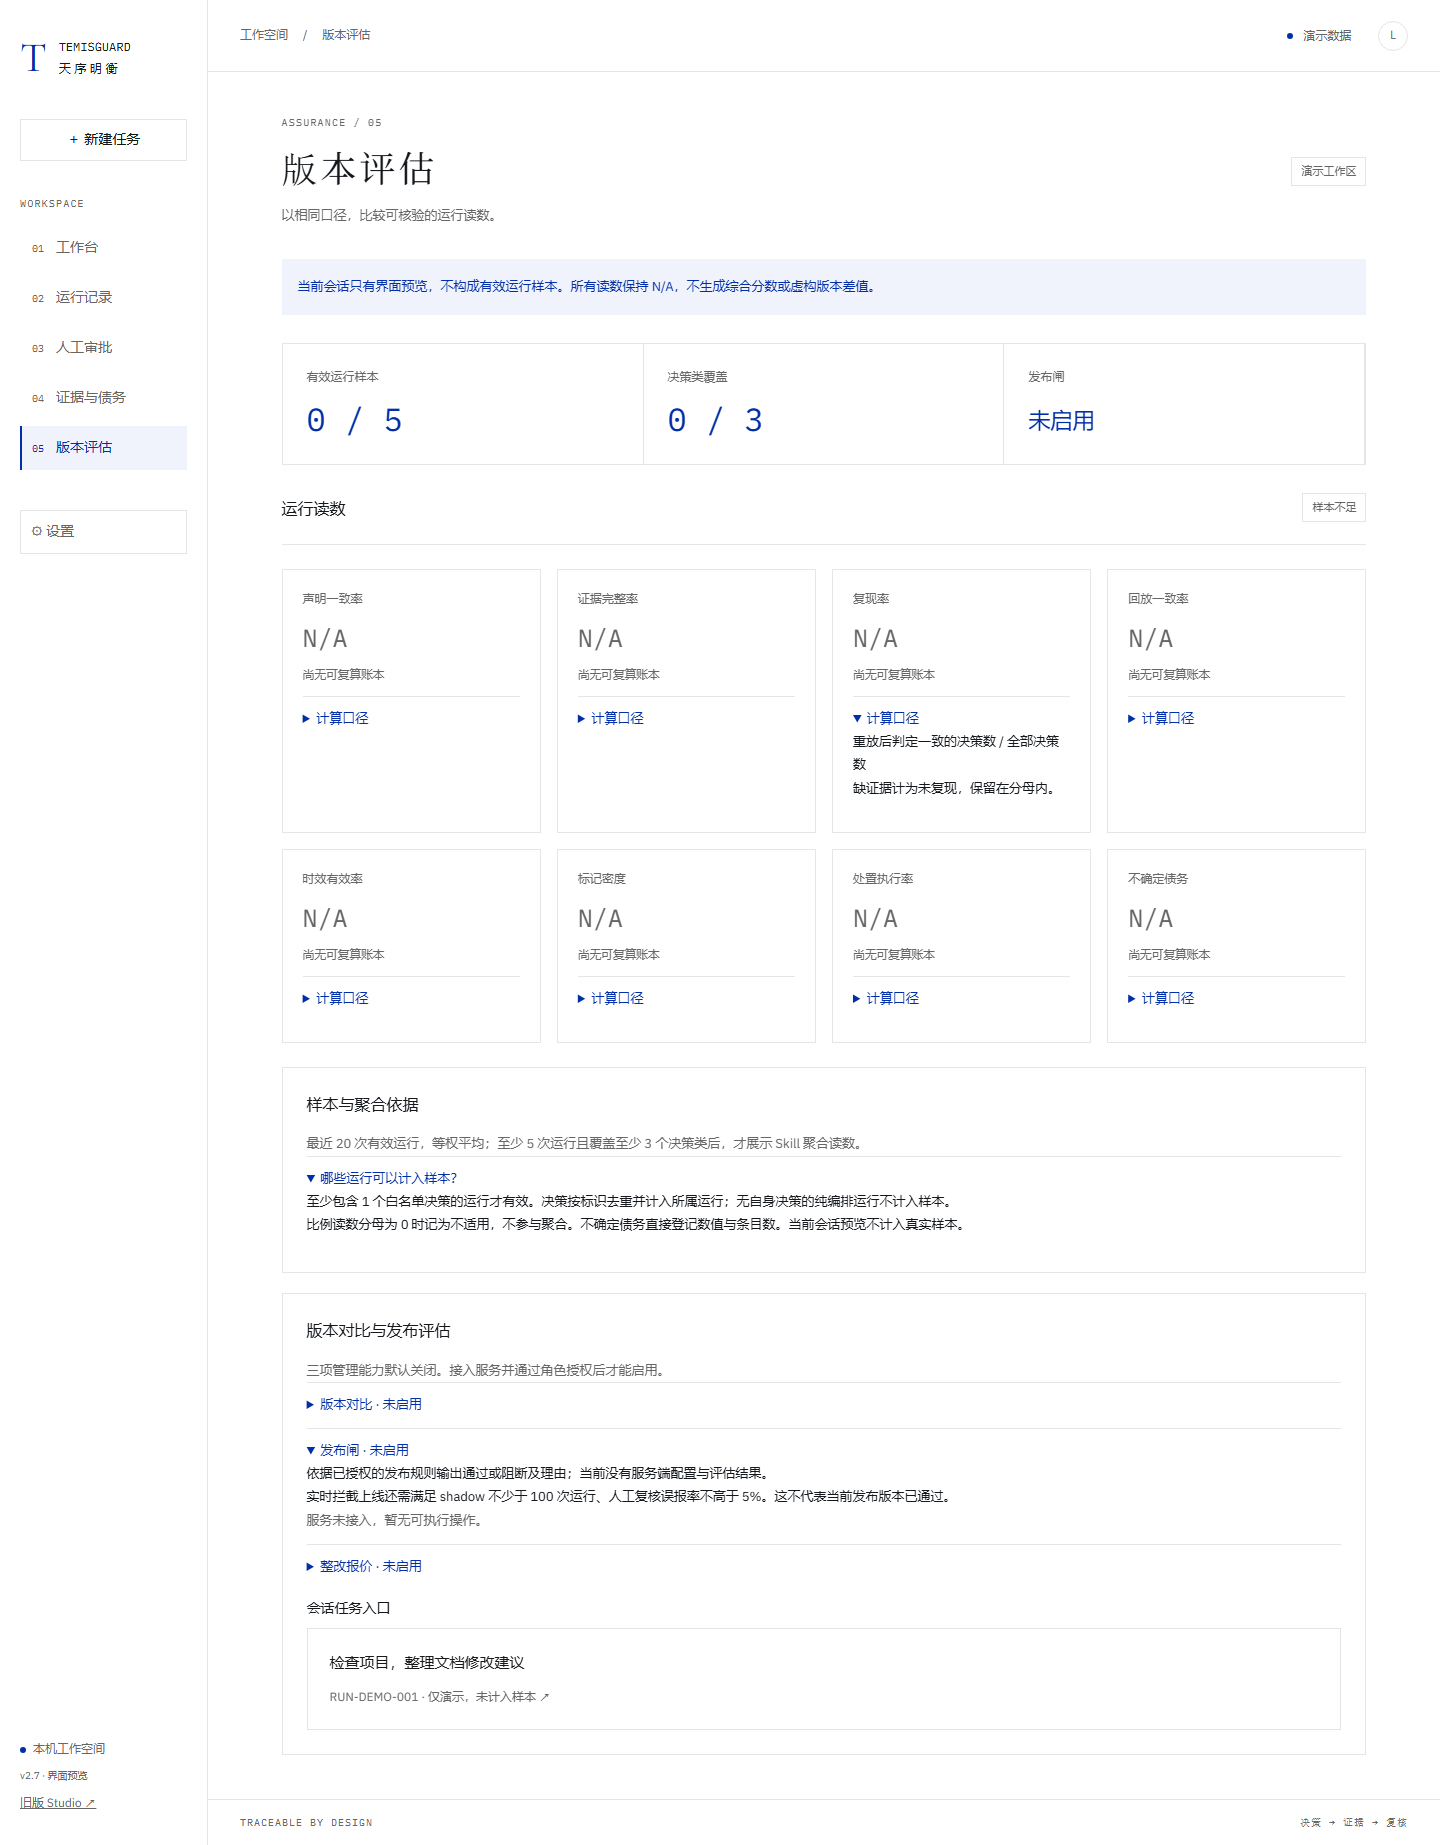 T
TEMISGUARD
天序明衡
+ 新建任务
WORKSPACE
01 工作台
02 运行记录
03 人工审批
04 证据与债务
05 版本评估
⚙ 设置
本机工作空间
v2.7 · 界面预览
旧版 Studio ↗
工作空间 / 版本评估
演示数据
L
ASSURANCE / 05
版本评估
演示工作区
以相同口径，比较可核验的运行读数。
当前会话只有界面预览，不构成有效运行样本。所有读数保持 N/A，不生成综合分数或虚构版本差值。
有效运行样本
0 / 5
决策类覆盖
0 / 3
发布闸
未启用
运行读数
样本不足
声明一致率
N/A
尚无可复算账本
▶ 计算口径
证据完整率
N/A
尚无可复算账本
▶ 计算口径
复现率
N/A
尚无可复算账本
▼ 计算口径
重放后判定一致的决策数 / 全部决策
数
缺证据计为未复现，保留在分母内。
回放一致率
N/A
尚无可复算账本
▶ 计算口径
时效有效率
N/A
尚无可复算账本
▶ 计算口径
标记密度
N/A
尚无可复算账本
▶ 计算口径
处置执行率
N/A
尚无可复算账本
▶ 计算口径
不确定债务
N/A
尚无可复算账本
▶ 计算口径
样本与聚合依据
最近 20 次有效运行，等权平均；至少 5 次运行且覆盖至少 3 个决策类后，才展示 Skill 聚合读数。
▼ 哪些运行可以计入样本？
至少包含 1 个白名单决策的运行才有效。决策按标识去重并计入所属运行；无自身决策的纯编排运行不计入样本。
比例读数分母为 0 时记为不适用，不参与聚合。不确定债务直接登记数值与条目数。当前会话预览不计入真实样本。
版本对比与发布评估
三项管理能力默认关闭。接入服务并通过角色授权后才能启用。
▶ 版本对比 · 未启用
▼ 发布闸 · 未启用
依据已授权的发布规则输出通过或阻断及理由；当前没有服务端配置与评估结果。
实时拦截上线还需满足 shadow 不少于 100 次运行、人工复核误报率不高于 5%。这不代表当前发布版本已通过。
服务未接入，暂无可执行操作。
▶ 整改报价 · 未启用
会话任务入口
检查项目，整理文档修改建议
RUN-DEMO-001 · 仅演示，未计入样本 ↗
TRACEABLE BY DESIGN
决策 → 证据 → 复核